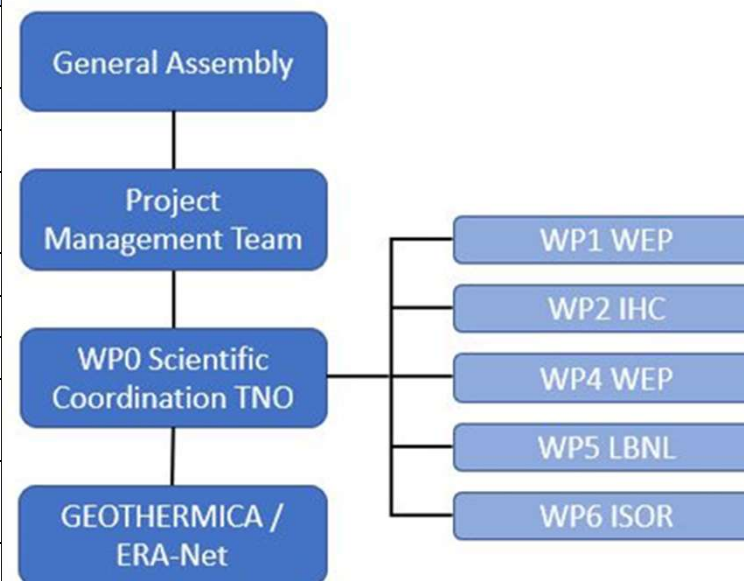 General Assembly
Project
Management Team
WP0 Scientific
Coordination TNO
GEOTHERMICA /
ERA-Net
WP1 WEP
WP2 IHC
WP4 WEP
WP5 LBNL
WP6 ISOR